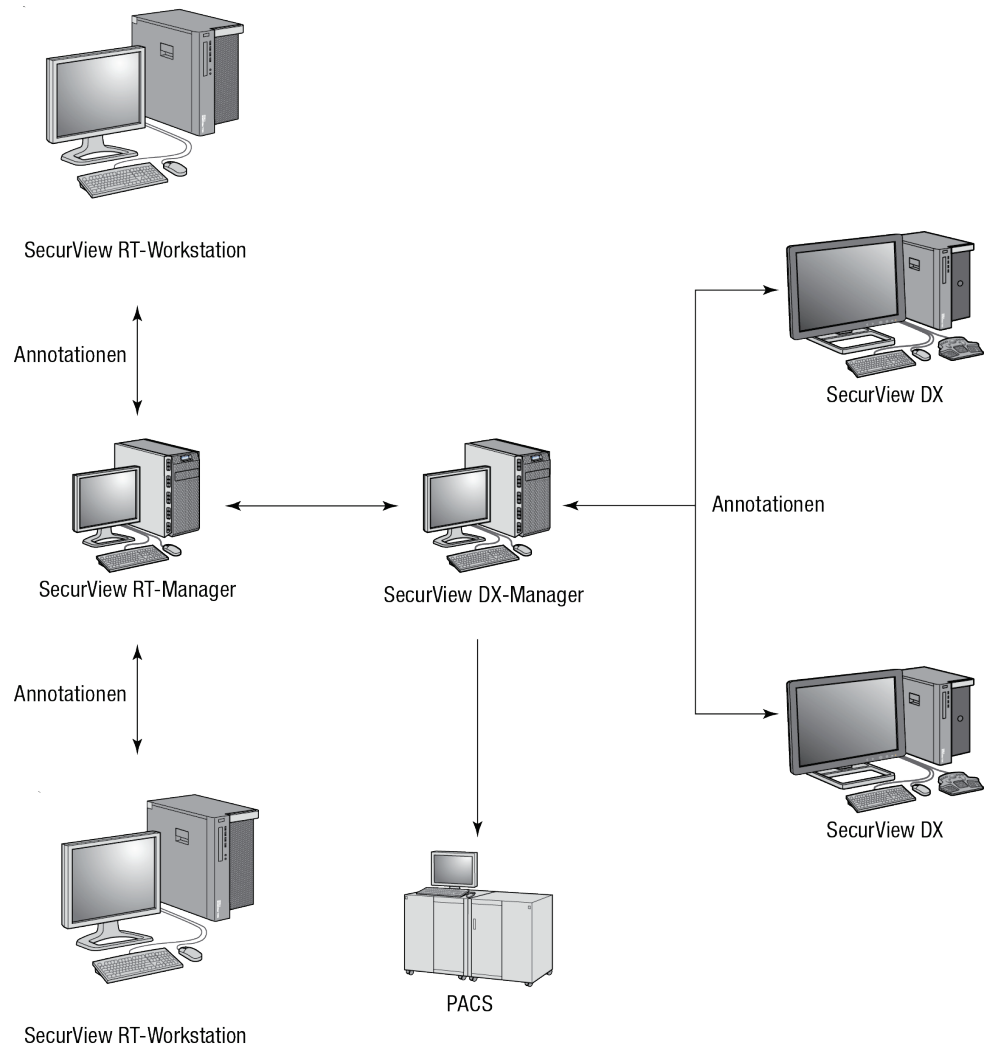 SecurView RT-Workstation
Annotationen
SecurView DX
Annotationen
SecurView RT-Manager
SecurView DX-Manager
Annotationen
SecurView DX
PACS
SecurView RT-Workstation